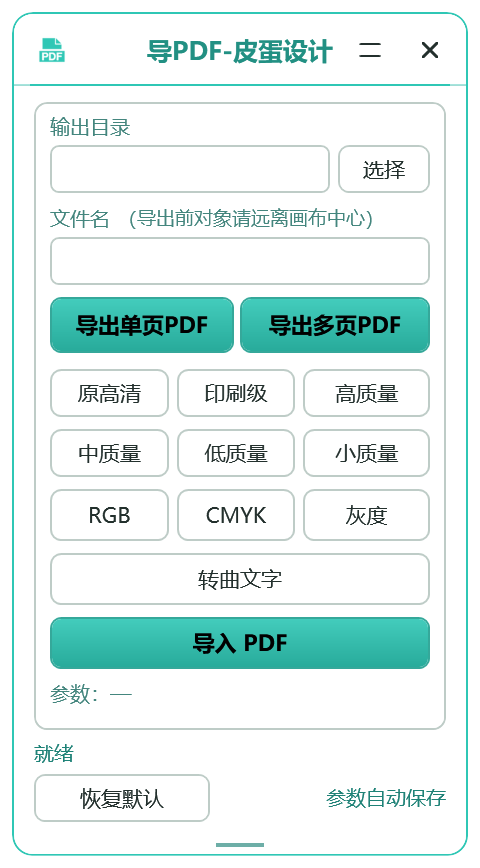 PDF 导PDF-皮蛋设计
输出目录
选择
文件名 (导出前对象请远离画布中心)
导出单页PDF 导出多页PDF
原高清 印刷级 高质量
中质量 低质量 小质量
RGB CMYK 灰度
转曲文字
导入 PDF
参数：—
就绪
恢复默认 参数自动保存